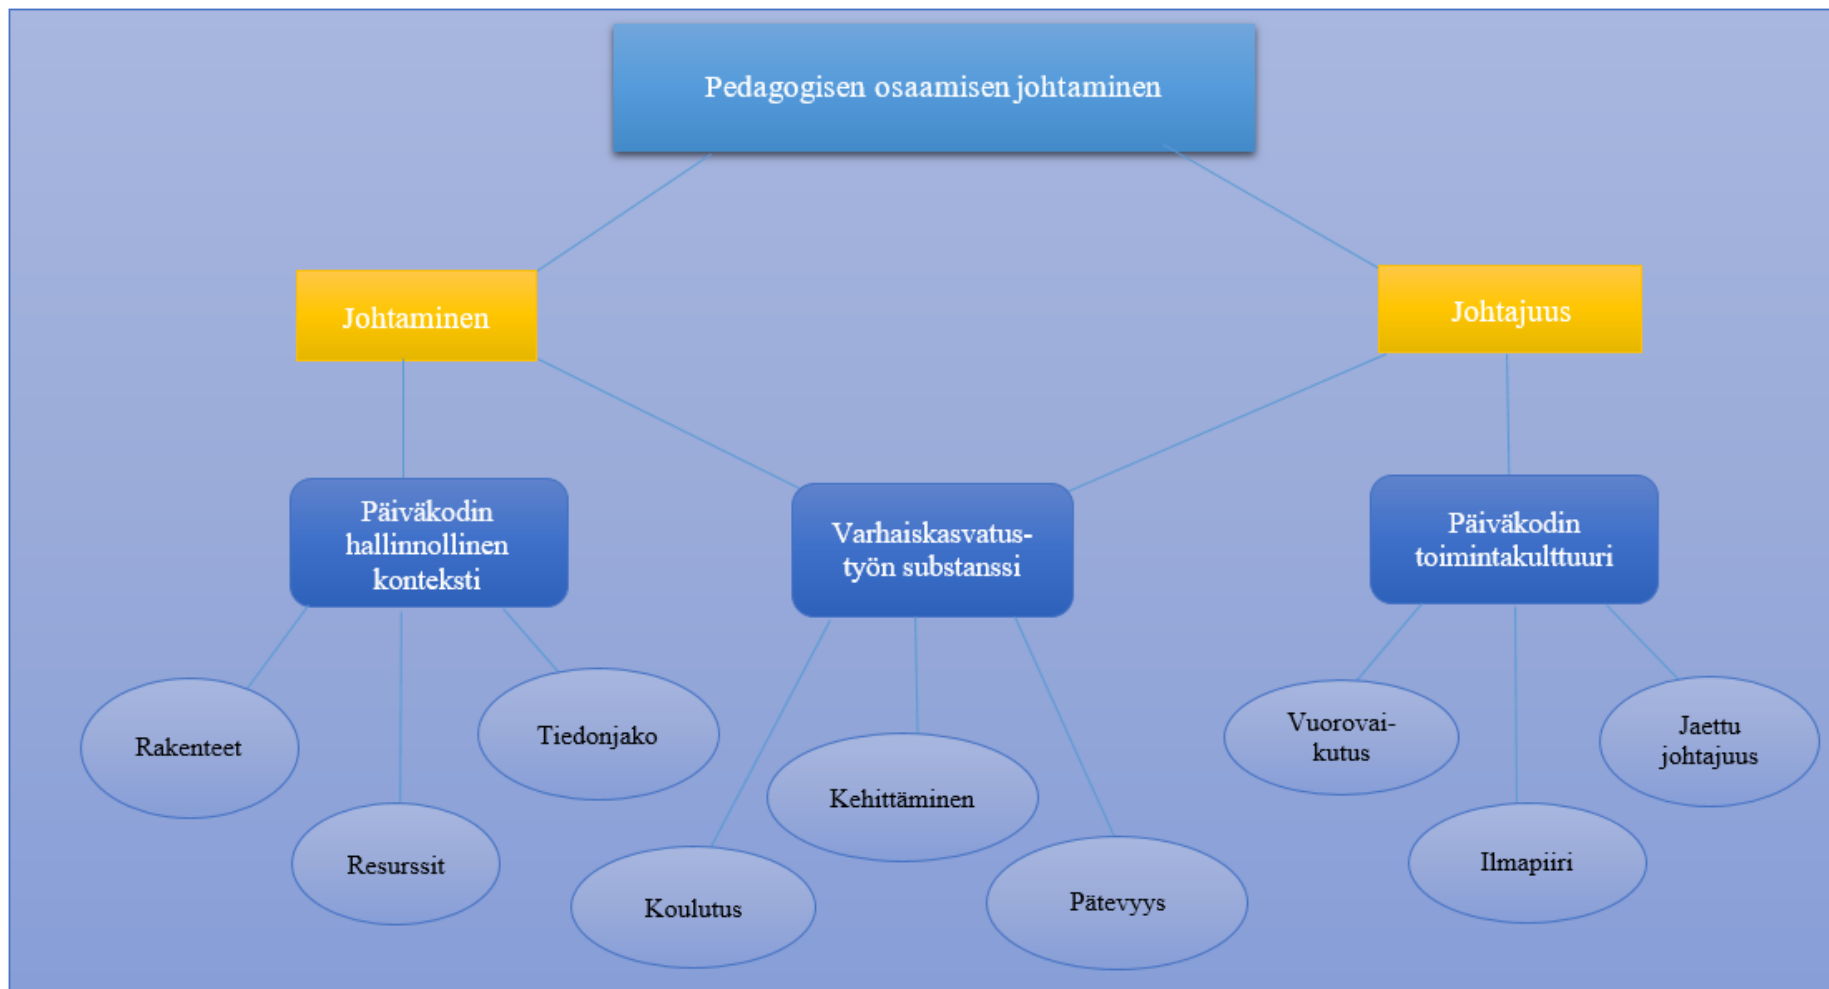 Pedagogisen osaamisen johtaminen
Johtaminen
Johtajuus
Päiväkodin
hallinnollinen
konteksti
Varhaiskasvatus-
työn substanssi
Päiväkodin
toimintakulttuuri
Rakenteet
Resurssit
Tiedonjako
Koulutus
Kehittäminen
Pätevyys
Vuorovai-
kutus
Ilmapiiri
Jaettu
johtajuus